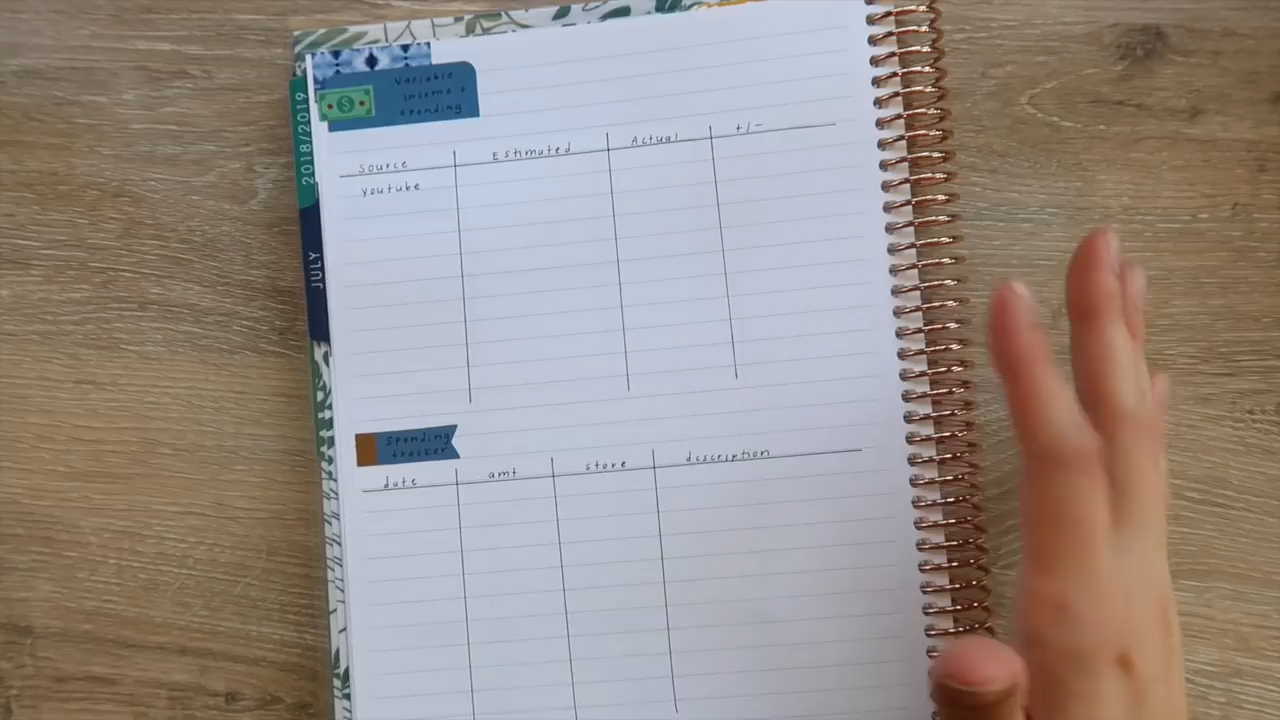 2018/2019
JULY
Variable
income +
spending
$
source Estimated Actual +/-
youtube
spending
tracker
date amt store description